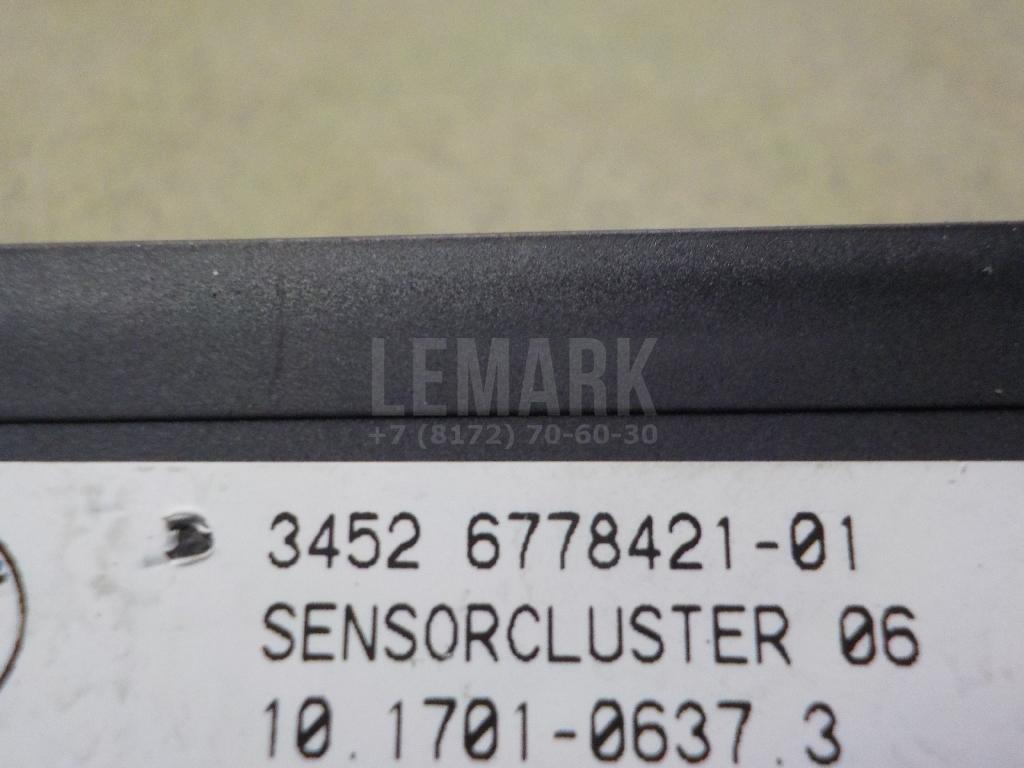 LEMARK
+7 (8172) 70-60-30
3452 6778421-01
SENSORCLUSTER 06
10.1701-0637.3